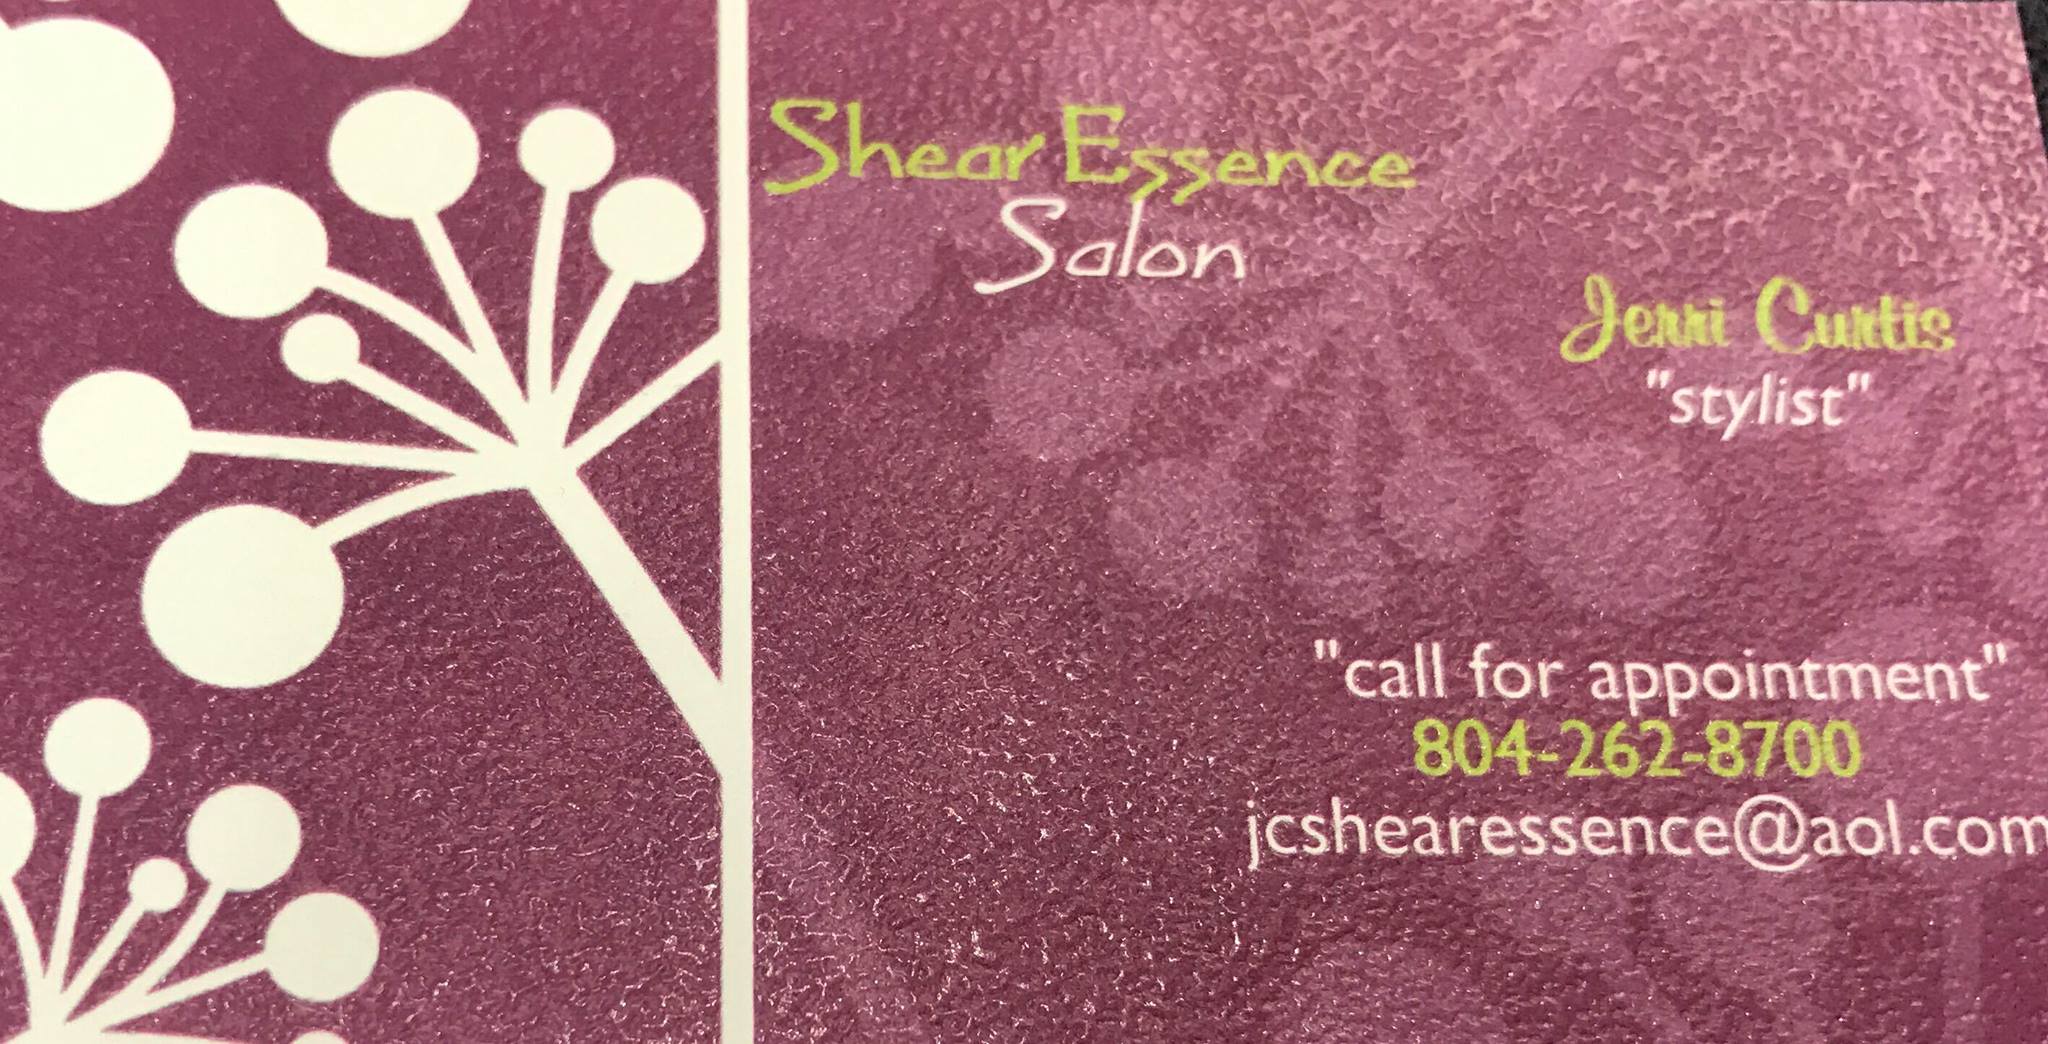 Shear Essence
Salon
Jerri Curtis
"stylist"
"call for appointment"
804-262-8700
jcshearessence@aol.com